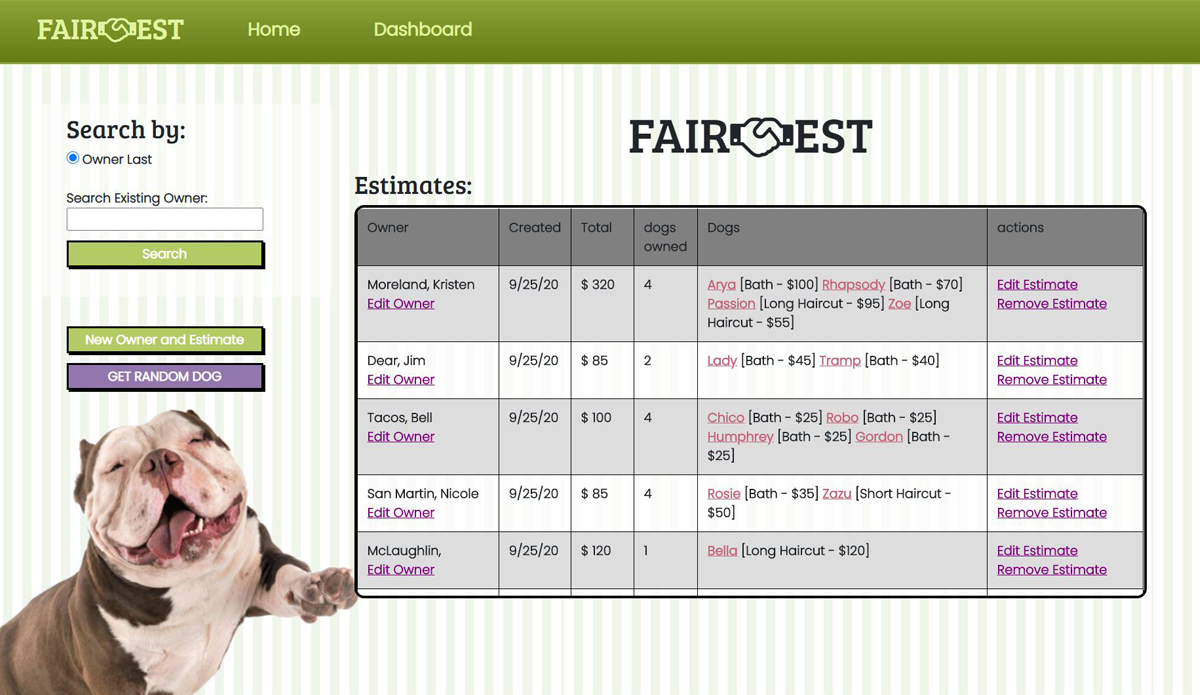 FAIR EST
Home
Dashboard
Search by:
Owner Last
Search Existing Owner:
Search
New Owner and Estimate
GET RANDOM DOG
FAIR EST
Estimates:
Owner Created Total dogs owned Dogs actions
Moreland, Kristen 9/25/20 $ 320 4 Arya [Bath - $100] Rhapsody [Bath - $70] Edit Estimate
Edit Owner Passion [Long Haircut - $95] Zoe [Long Remove Estimate
Haircut - $55]
Dear, Jim 9/25/20 $ 85 2 Lady [Bath - $45] Tramp [Bath - $40] Edit Estimate
Edit Owner Remove Estimate
Tacos, Bell 9/25/20 $ 100 4 Chico [Bath - $25] Robo [Bath - $25] Edit Estimate
Edit Owner Humphrey [Bath - $25] Gordon [Bath - Remove Estimate
$25]
San Martin, Nicole 9/25/20 $ 85 4 Rosie [Bath - $35] Zazu [Short Haircut - Edit Estimate
Edit Owner $50] Remove Estimate
McLaughlin, 9/25/20 $ 120 1 Bella [Long Haircut - $120] Edit Estimate
Edit Owner Remove Estimate